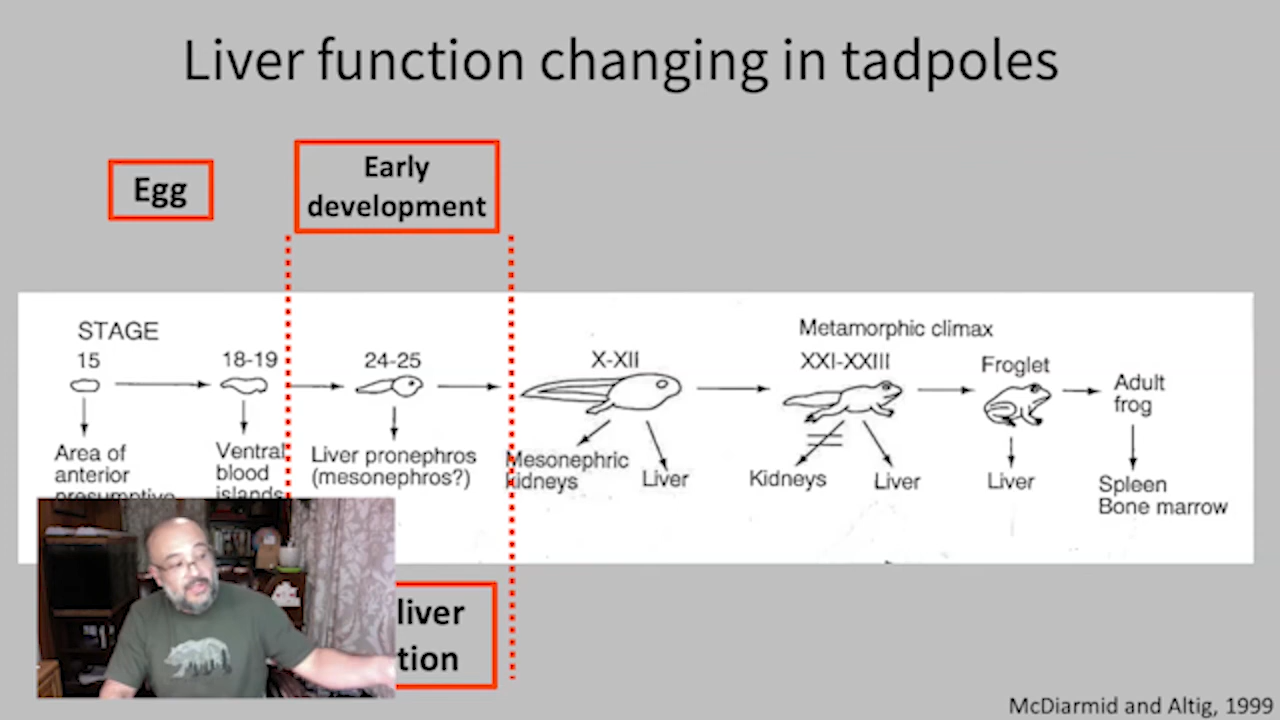 Liver function changing in tadpoles
Egg
Early
development
STAGE
15
18-19
24-25
X-XII
Metamorphic climax
XXI-XXIII
Froglet
Adult
frog
Area of
anterior
presumptive
Ventral
blood
islands
Liver pronephros
(mesonephros?)
Mesonephric
kidneys
Liver
Kidneys
Liver
Liver
Spleen
Bone marrow
liver
McDiarmid and Altig, 1999